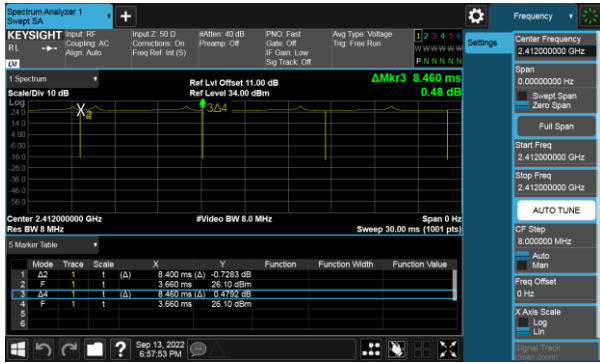 Spectrum Analyzer 1
Swept SA
Frequency
KEYSIGHT
RL
Input: RF
Coupling: AC
Align: Auto
Input Z: 50 Ω
Corrections: On
Freq Ref: Int (S)
#Atten: 40 dB
Preamp: Off
PNO: Fast
Gate: Off
IF Gain: Low
Sig Track: Off
Avg Type: Voltage
Trig: Free Run
1 2 3 4 5 6
W W W W W W
P N N N N N
Settings
Center Frequency
2.412000000 GHz
Span
0.00000000 Hz
Swept Span
Zero Span
Full Span
Start Freq
2.412000000 GHz
Stop Freq
2.412000000 GHz
AUTO TUNE
CF Step
8.000000 MHz
Auto
Man
Freq Offset
0 Hz
X Axis Scale
Log
Lin
Signal Track
(Span Zoom)
1 Spectrum
Scale/Div 10 dB
Ref Lvl Offset 11.00 dB
Ref Level 34.00 dBm
ΔMkr3 8.460 ms
0.48 dB
Log
24.0
14.0
4.00
-6.00
-16.0
-26.0
-36.0
-46.0
-56.0
X
2
3Δ4
Center 2.412000000 GHz
Res BW 8 MHz
#Video BW 8.0 MHz
Span 0 Hz
Sweep 30.00 ms (1001 pts)
5 Marker Table
Mode Trace Scale X Y Function Function Width Function Value
1 Δ2 1 t (Δ) 8.400 ms (Δ) -0.7283 dB
2 F 1 t 3.660 ms 26.10 dBm
3 Δ4 1 t (Δ) 8.460 ms (Δ) 0.4792 dB
4 F 1 t 3.660 ms 26.10 dBm
5
6
?
Sep 13, 2022
6:57:53 PM